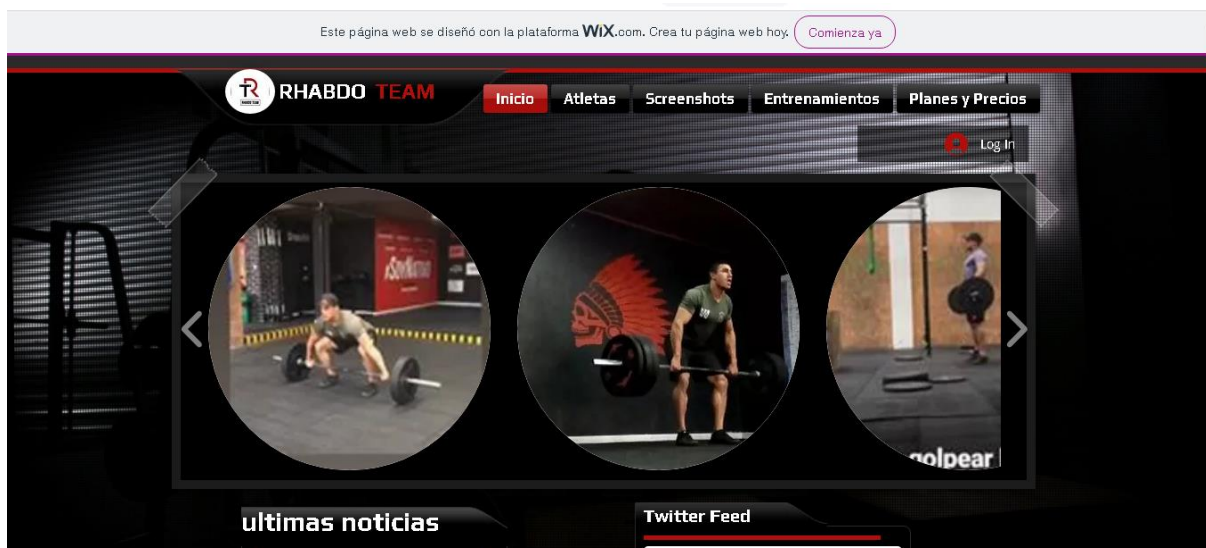 Este página web se diseñó con la plataforma WiX.com. Crea tu página web hoy. Comienza ya
RHABDO TEAM
Inicio Atletas Screenshots Entrenamientos Planes y Precios
Log In
golpear
ultimas noticias
Twitter Feed